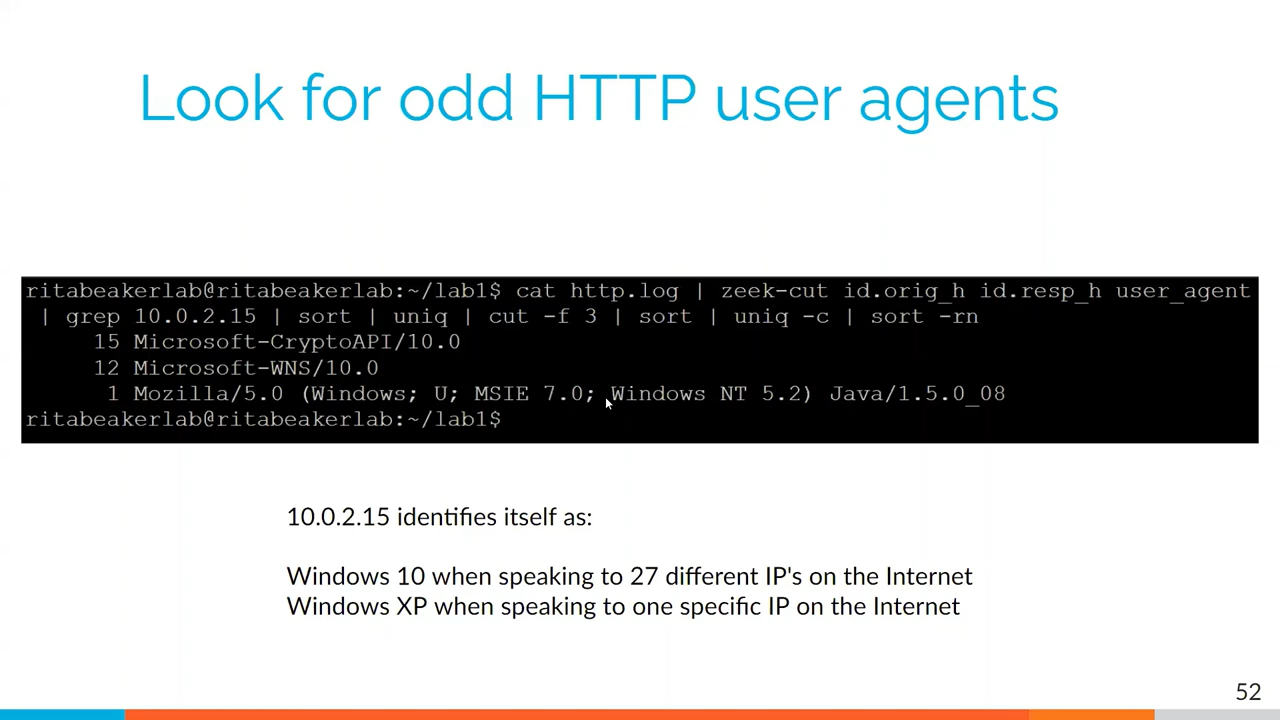 Look for odd HTTP user agents
ritabeakerlab@ritabeakerlab:~/lab1$ cat http.log | zeek-cut id.orig_h id.resp_h user_agent
| grep 10.0.2.15 | sort | uniq | cut -f 3 | sort | uniq -c | sort -rn
15 Microsoft-CryptoAPI/10.0
12 Microsoft-WNS/10.0
1 Mozilla/5.0 (Windows; U; MSIE 7.0; Windows NT 5.2) Java/1.5.0_08
ritabeakerlab@ritabeakerlab:~/lab1$
10.0.2.15 identifies itself as:
Windows 10 when speaking to 27 different IP's on the Internet
Windows XP when speaking to one specific IP on the Internet
52